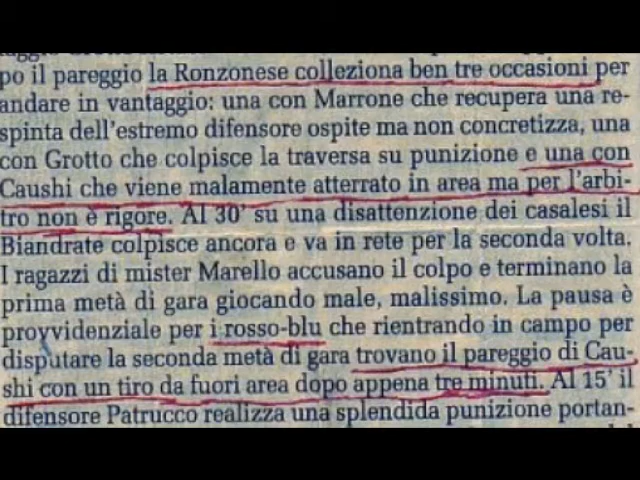 po il pareggio la Ronzonese colleziona ben tre occasioni per
andare in vantaggio: una con Marrone che recupera una re-
spinta dell'estremo difensore ospite ma non concretizza, una
con Grotto che colpisce la traversa su punizione e una con
Caushi che viene malamente atterrato in area ma per l'arbi-
tro non è rigore. Al 30' su una disattenzione dei casalesi il
Biandrate colpisce ancora e va in rete per la seconda volta.
I ragazzi di mister Marello accusano il colpo e terminano la
prima metà di gara giocando male, malissimo. La pausa è
provvidenziale per i rosso-blu che rientrando in campo per
disputare la seconda metà di gara trovano il pareggio di Cau-
shi con un tiro da fuori area dopo appena tre minuti. Al 15' il
difensore Patrucco realizza una splendida punizione portan-